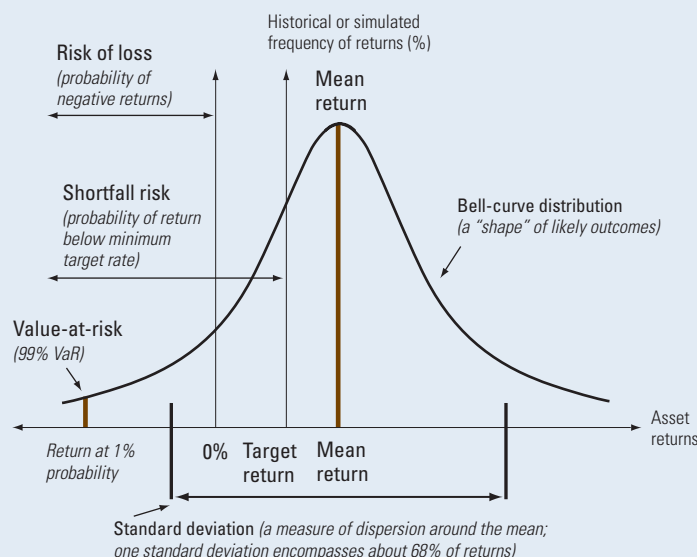 Historical or simulated
frequency of returns (%)
Risk of loss
(probability of
negative returns)
Mean
return
Shortfall risk
(probability of return
below minimum
target rate)
Bell-curve distribution
(a “shape” of likely outcomes)
Value-at-risk
(99% VaR)
Asset
returns
Return at 1%
probability
0%
Target
return
Mean
return
Standard deviation (a measure of dispersion around the mean;
one standard deviation encompasses about 68% of returns)